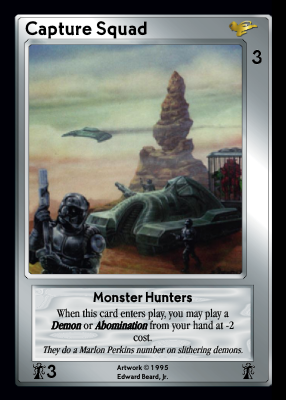 Capture Squad
3
Monster Hunters
When this card enters play, you may play a
Demon or Abomination from your hand at -2
cost.
They do a Marlon Perkins number on slithering demons.
3
Artwork © 1995
Edward Beard, Jr.